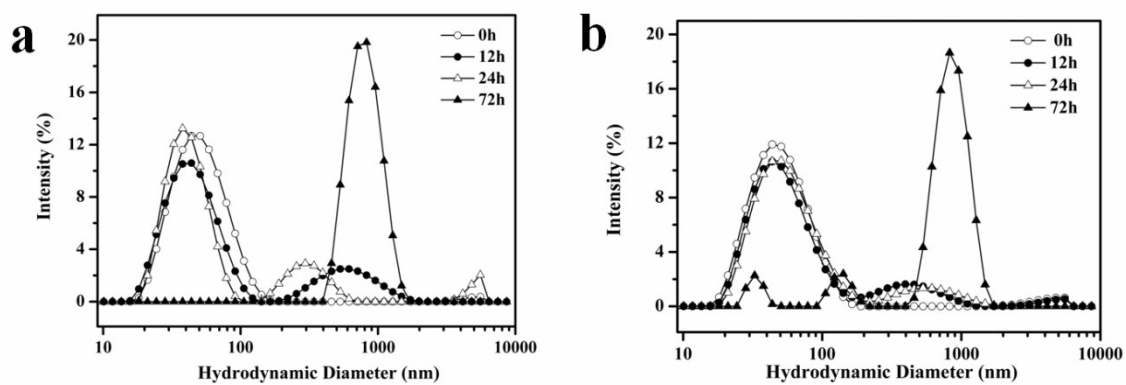 a
0h
12h
24h
72h
20
16
12
8
4
0
Intensity (%)
10
100
1000
10000
Hydrodynamic Diameter (nm)
b
0h
12h
24h
72h
20
16
12
8
4
0
Intensity (%)
10
100
1000
10000
Hydrodynamic Diameter (nm)